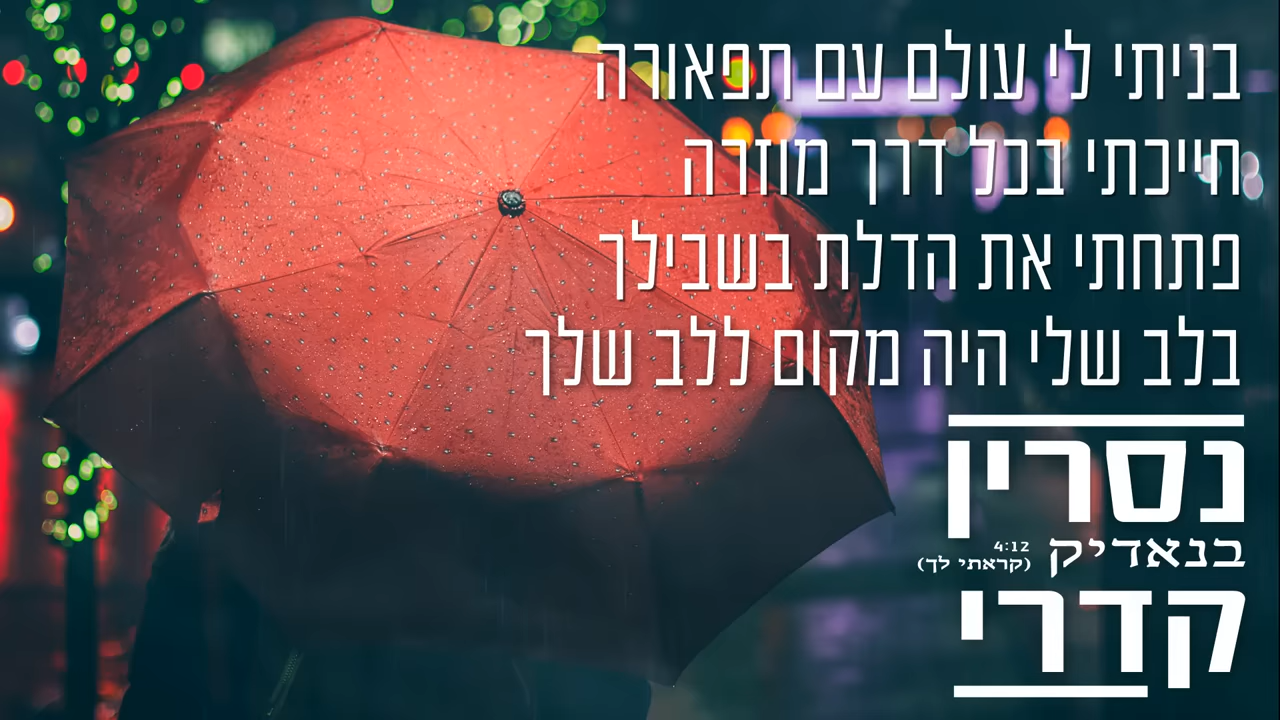 בניתי לי עולם עם תפאורה
חייכתי בכל דרך מוזרה
פתחתי את הדלת בשבילך
בלב שלי היה מקום ללב שלך
נסרין
בנאדיק
4:12
(קראתי לך)
קדרי